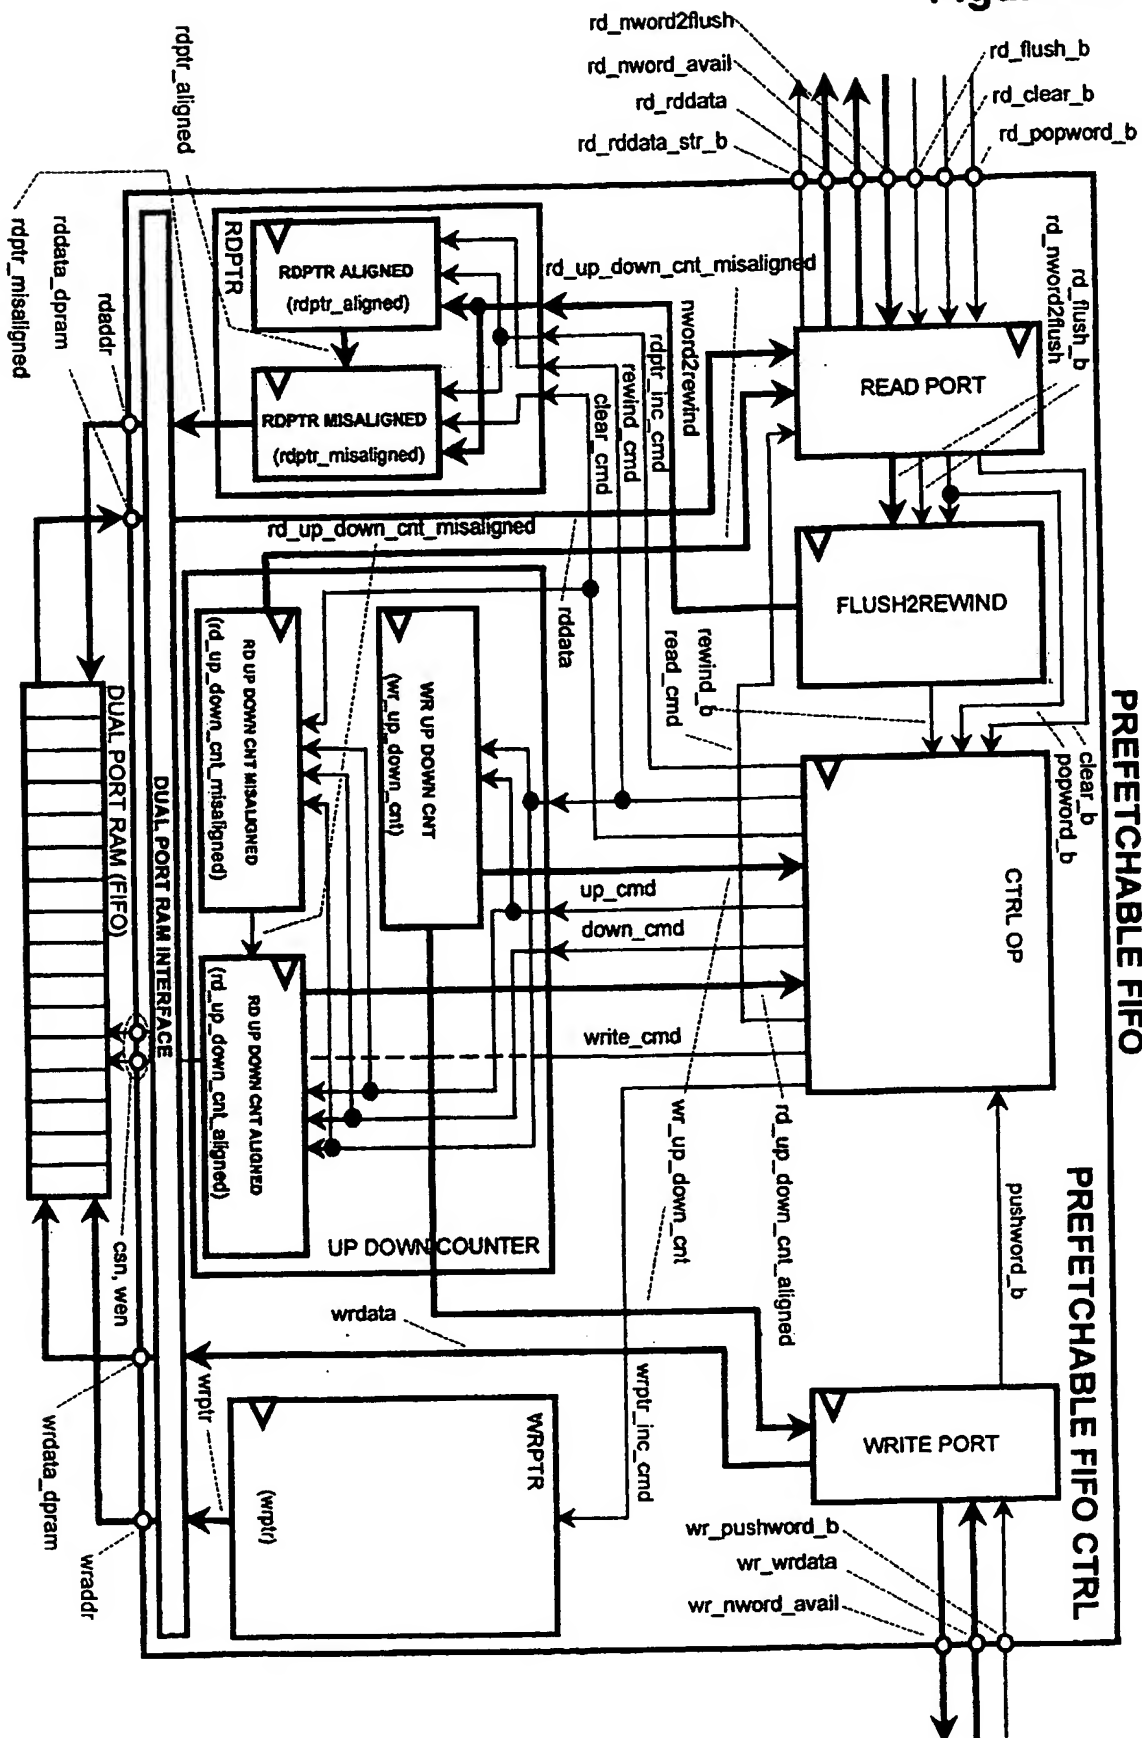 Figu
rd_nword2flush
rd_nword_avail
rd_rddata
rd_rddata_str_b
rd_flush_b
rd_clear_b
rd_popword_b
rdptr_aligned
rdptr_misaligned
rddata_dpram
rdaddr
RDPTR
RDPTR ALIGNED
(rdptr_aligned)
RDPTR MISALIGNED
(rdptr_misaligned)
rd_up_down_cnt_misaligned
nword2rewind
rdptr_inc_cmd
rewind_cmd
clear_cmd
rd_flush_b
rd_nword2flush
READ PORT
FLUSH2REWIND
rd_up_down_cnt_misaligned
rddata
rewind_b
read_cmd
clear_b
popword_b
PREFETCHABLE FIFO
PREFETCHABLE FIFO CTRL
DUAL PORT RAM (FIFO)
DUAL PORT RAM INTERFACE
RD UP DOWN CNT MISALIGNED
(rd_up_down_cnt_misaligned)
WR UP DOWN CNT
(wr_up_down_cnt)
CTRL OP
up_cmd
down_cmd
write_cmd
RD UP DOWN CNT ALIGNED
(rd_up_down_cnt_aligned)
UP DOWN COUNTER
wr_up_down_cnt
rd_up_down_cnt_aligned
pushword_b
csn, wen
wrdata
wrptr
wrptr_inc_cmd
WRPTR
(wrptr)
WRITE PORT
wrdata_dpram
wraddr
wr_pushword_b
wr_wrdata
wr_nword_avail